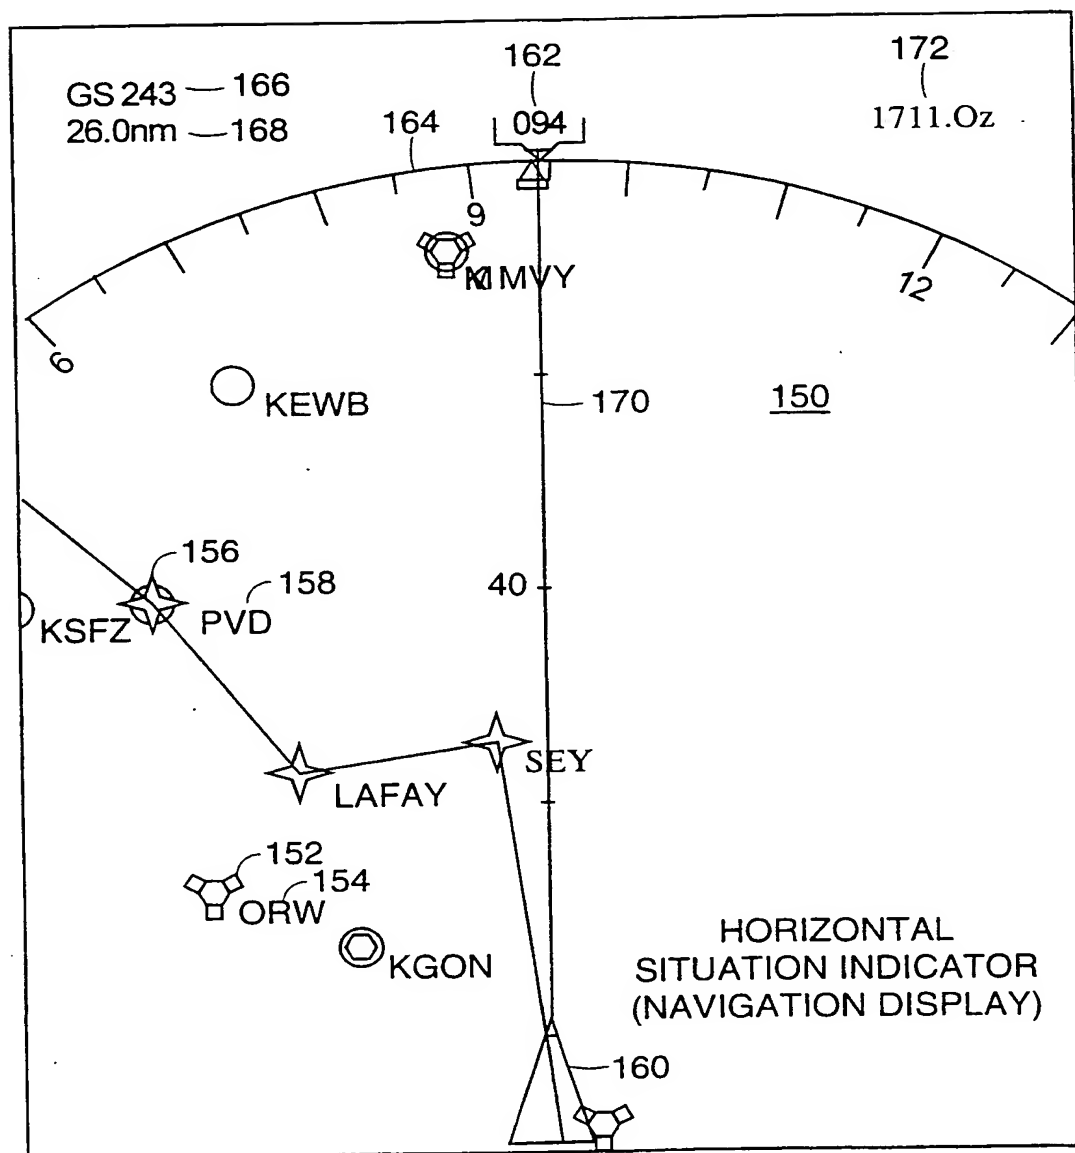 162
172
GS 243 166
26.0nm 168
164
094
1711.Oz
9
MVY
12
6
KEWB
170
150
156
158
40
KSFZ
PVD
SEY
LAFAY
152
154
ORW
KGON
HORIZONTAL
SITUATION INDICATOR
(NAVIGATION DISPLAY)
160